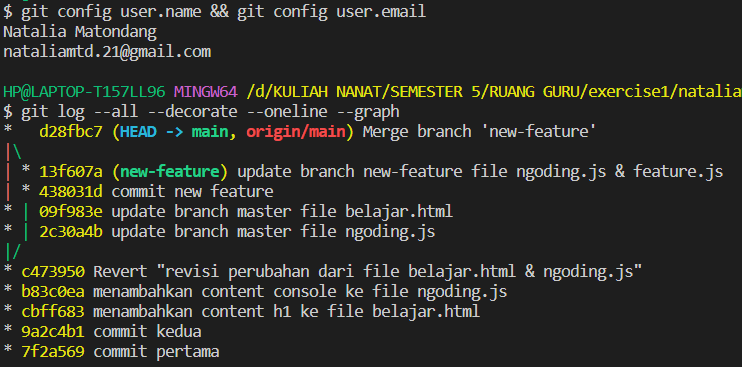 $ git config user.name && git config user.email
Natalia Matondang
nataliamtd.21@gmail.com
HP@LAPTOP-T157LL96 MINGW64 /d/KULIAH NANAT/SEMESTER 5/RUANG GURU/exercise1/natalia
$ git log --all --decorate --oneline --graph
*   d28fbc7 (HEAD -> main, origin/main) Merge branch 'new-feature'
|\
| * 13f607a (new-feature) update branch new-feature file ngoding.js & feature.js
| * 438031d commit new feature
* | 09f983e update branch master file belajar.html
* | 2c30a4b update branch master file ngoding.js
|/
* c473950 Revert "revisi perubahan dari file belajar.html & ngoding.js"
* b83c0ea menambahkan content console ke file ngoding.js
* cbff683 menambahkan content h1 ke file belajar.html
* 9a2c4b1 commit kedua
* 7f2a569 commit pertama